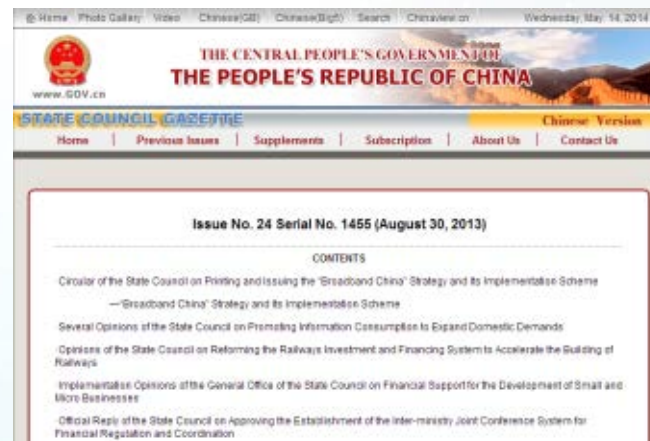 Home Photo Gallery Video Chinese(GB) Chinese(Big5) Search Chinaview.cn Wednesday, May 14, 2014
THE CENTRAL PEOPLE'S GOVERNMENT OF
THE PEOPLE'S REPUBLIC OF CHINA
www.GOV.cn
STATE COUNCIL GAZETTE
Chinese Version
Home | Previous Issues | Supplements | Subscription | About Us | Contact Us
Issue No. 24 Serial No. 1455 (August 30, 2013)
CONTENTS
Circular of the State Council on Printing and Issuing the "Broadband China" Strategy and Its Implementation Scheme
—"Broadband China" Strategy and Its Implementation Scheme
Several Opinions of the State Council on Promoting Information Consumption to Expand Domestic Demands
Opinions of the State Council on Reforming the Railways Investment and Financing System to Accelerate the Building of
Railways
Implementation Opinions of the General Office of the State Council on Financial Support for the Development of Small and
Micro Businesses
Official Reply of the State Council on Approving the Establishment of the Inter-ministry Joint Conference System for
Financial Regulation and Coordination